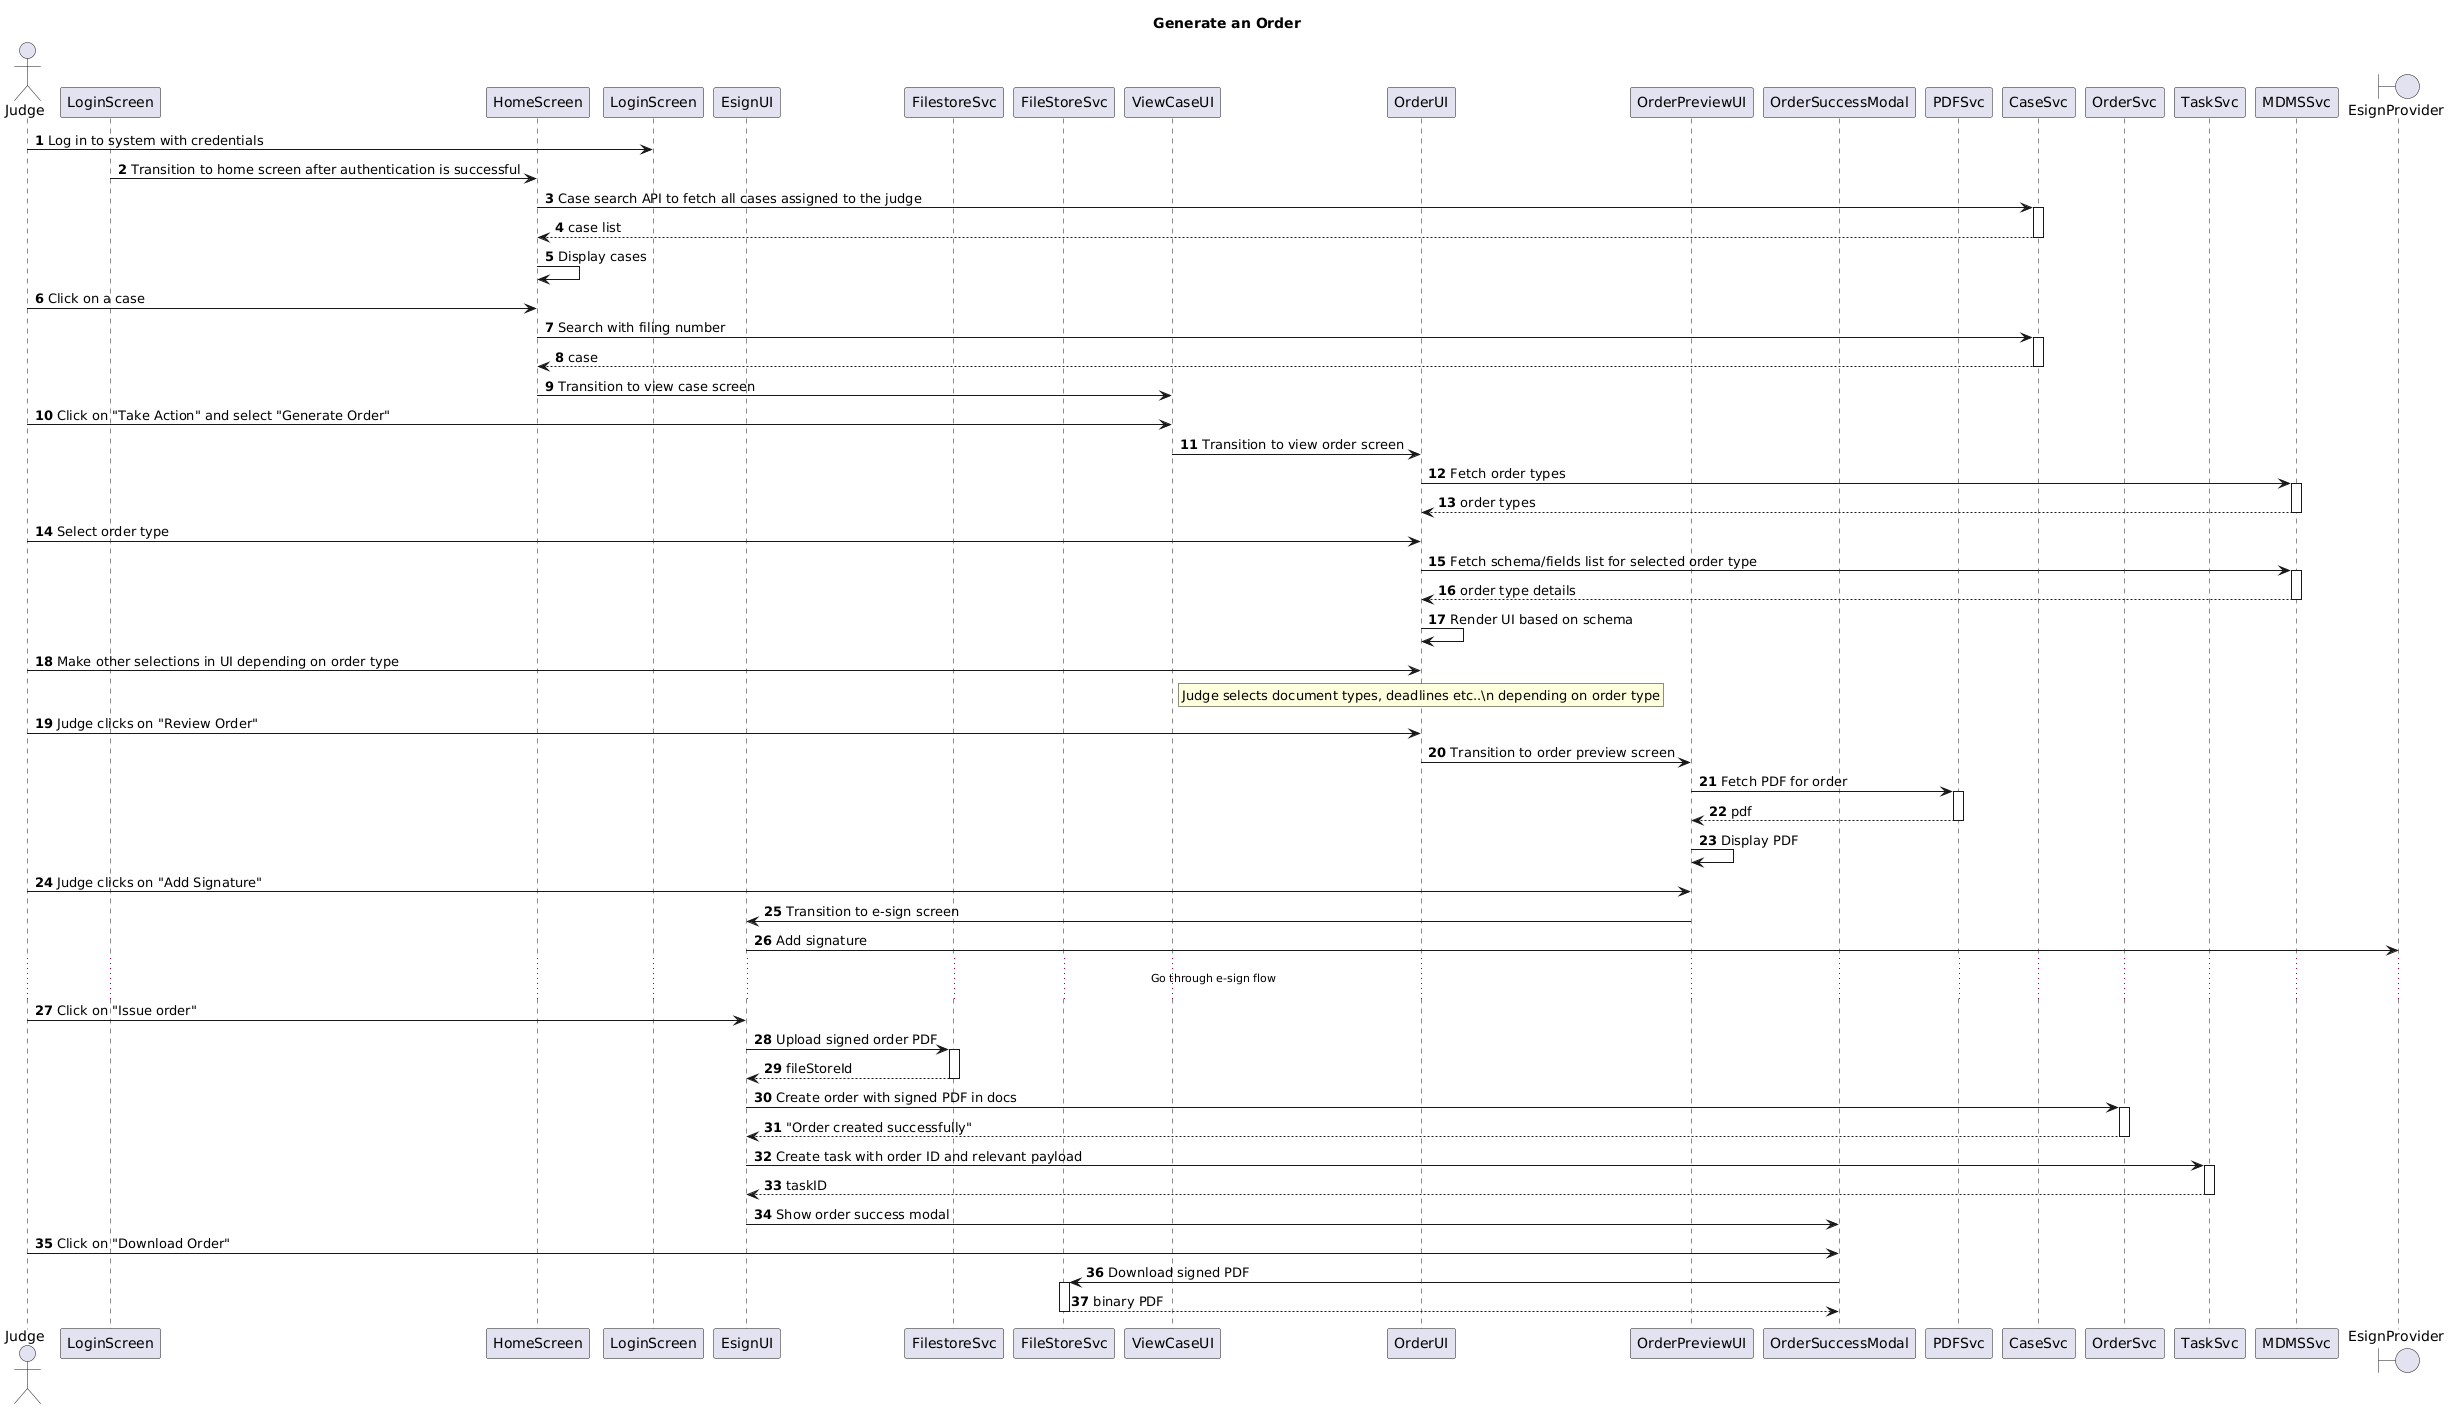 Generate an Order
Judge
LoginScreen
HomeScreen
LoginScreen
EsignUI
FilestoreSvc
FileStoreSvc
ViewCaseUI
OrderUI
OrderPreviewUI
OrderSuccessModal
PDFSvc
CaseSvc
OrderSvc
TaskSvc
MDMSSvc
EsignProvider
1 Log in to system with credentials
2 Transition to home screen after authentication is successful
3 Case search API to fetch all cases assigned to the judge
4 case list
5 Display cases
6 Click on a case
7 Search with filing number
8 case
9 Transition to view case screen
10 Click on "Take Action" and select "Generate Order"
11 Transition to view order screen
12 Fetch order types
13 order types
14 Select order type
15 Fetch schema/fields list for selected order type
16 order type details
17 Render UI based on schema
18 Make other selections in UI depending on order type
Judge selects document types, deadlines etc..\n depending on order type
19 Judge clicks on "Review Order"
20 Transition to order preview screen
21 Fetch PDF for order
22 pdf
23 Display PDF
24 Judge clicks on "Add Signature"
25 Transition to e-sign screen
26 Add signature
Go through e-sign flow
27 Click on "Issue order"
28 Upload signed order PDF
29 fileStoreId
30 Create order with signed PDF in docs
31 "Order created successfully"
32 Create task with order ID and relevant payload
33 taskID
34 Show order success modal
35 Click on "Download Order"
36 Download signed PDF
37 binary PDF
Judge
LoginScreen
HomeScreen
LoginScreen
EsignUI
FilestoreSvc
FileStoreSvc
ViewCaseUI
OrderUI
OrderPreviewUI
OrderSuccessModal
PDFSvc
CaseSvc
OrderSvc
TaskSvc
MDMSSvc
EsignProvider